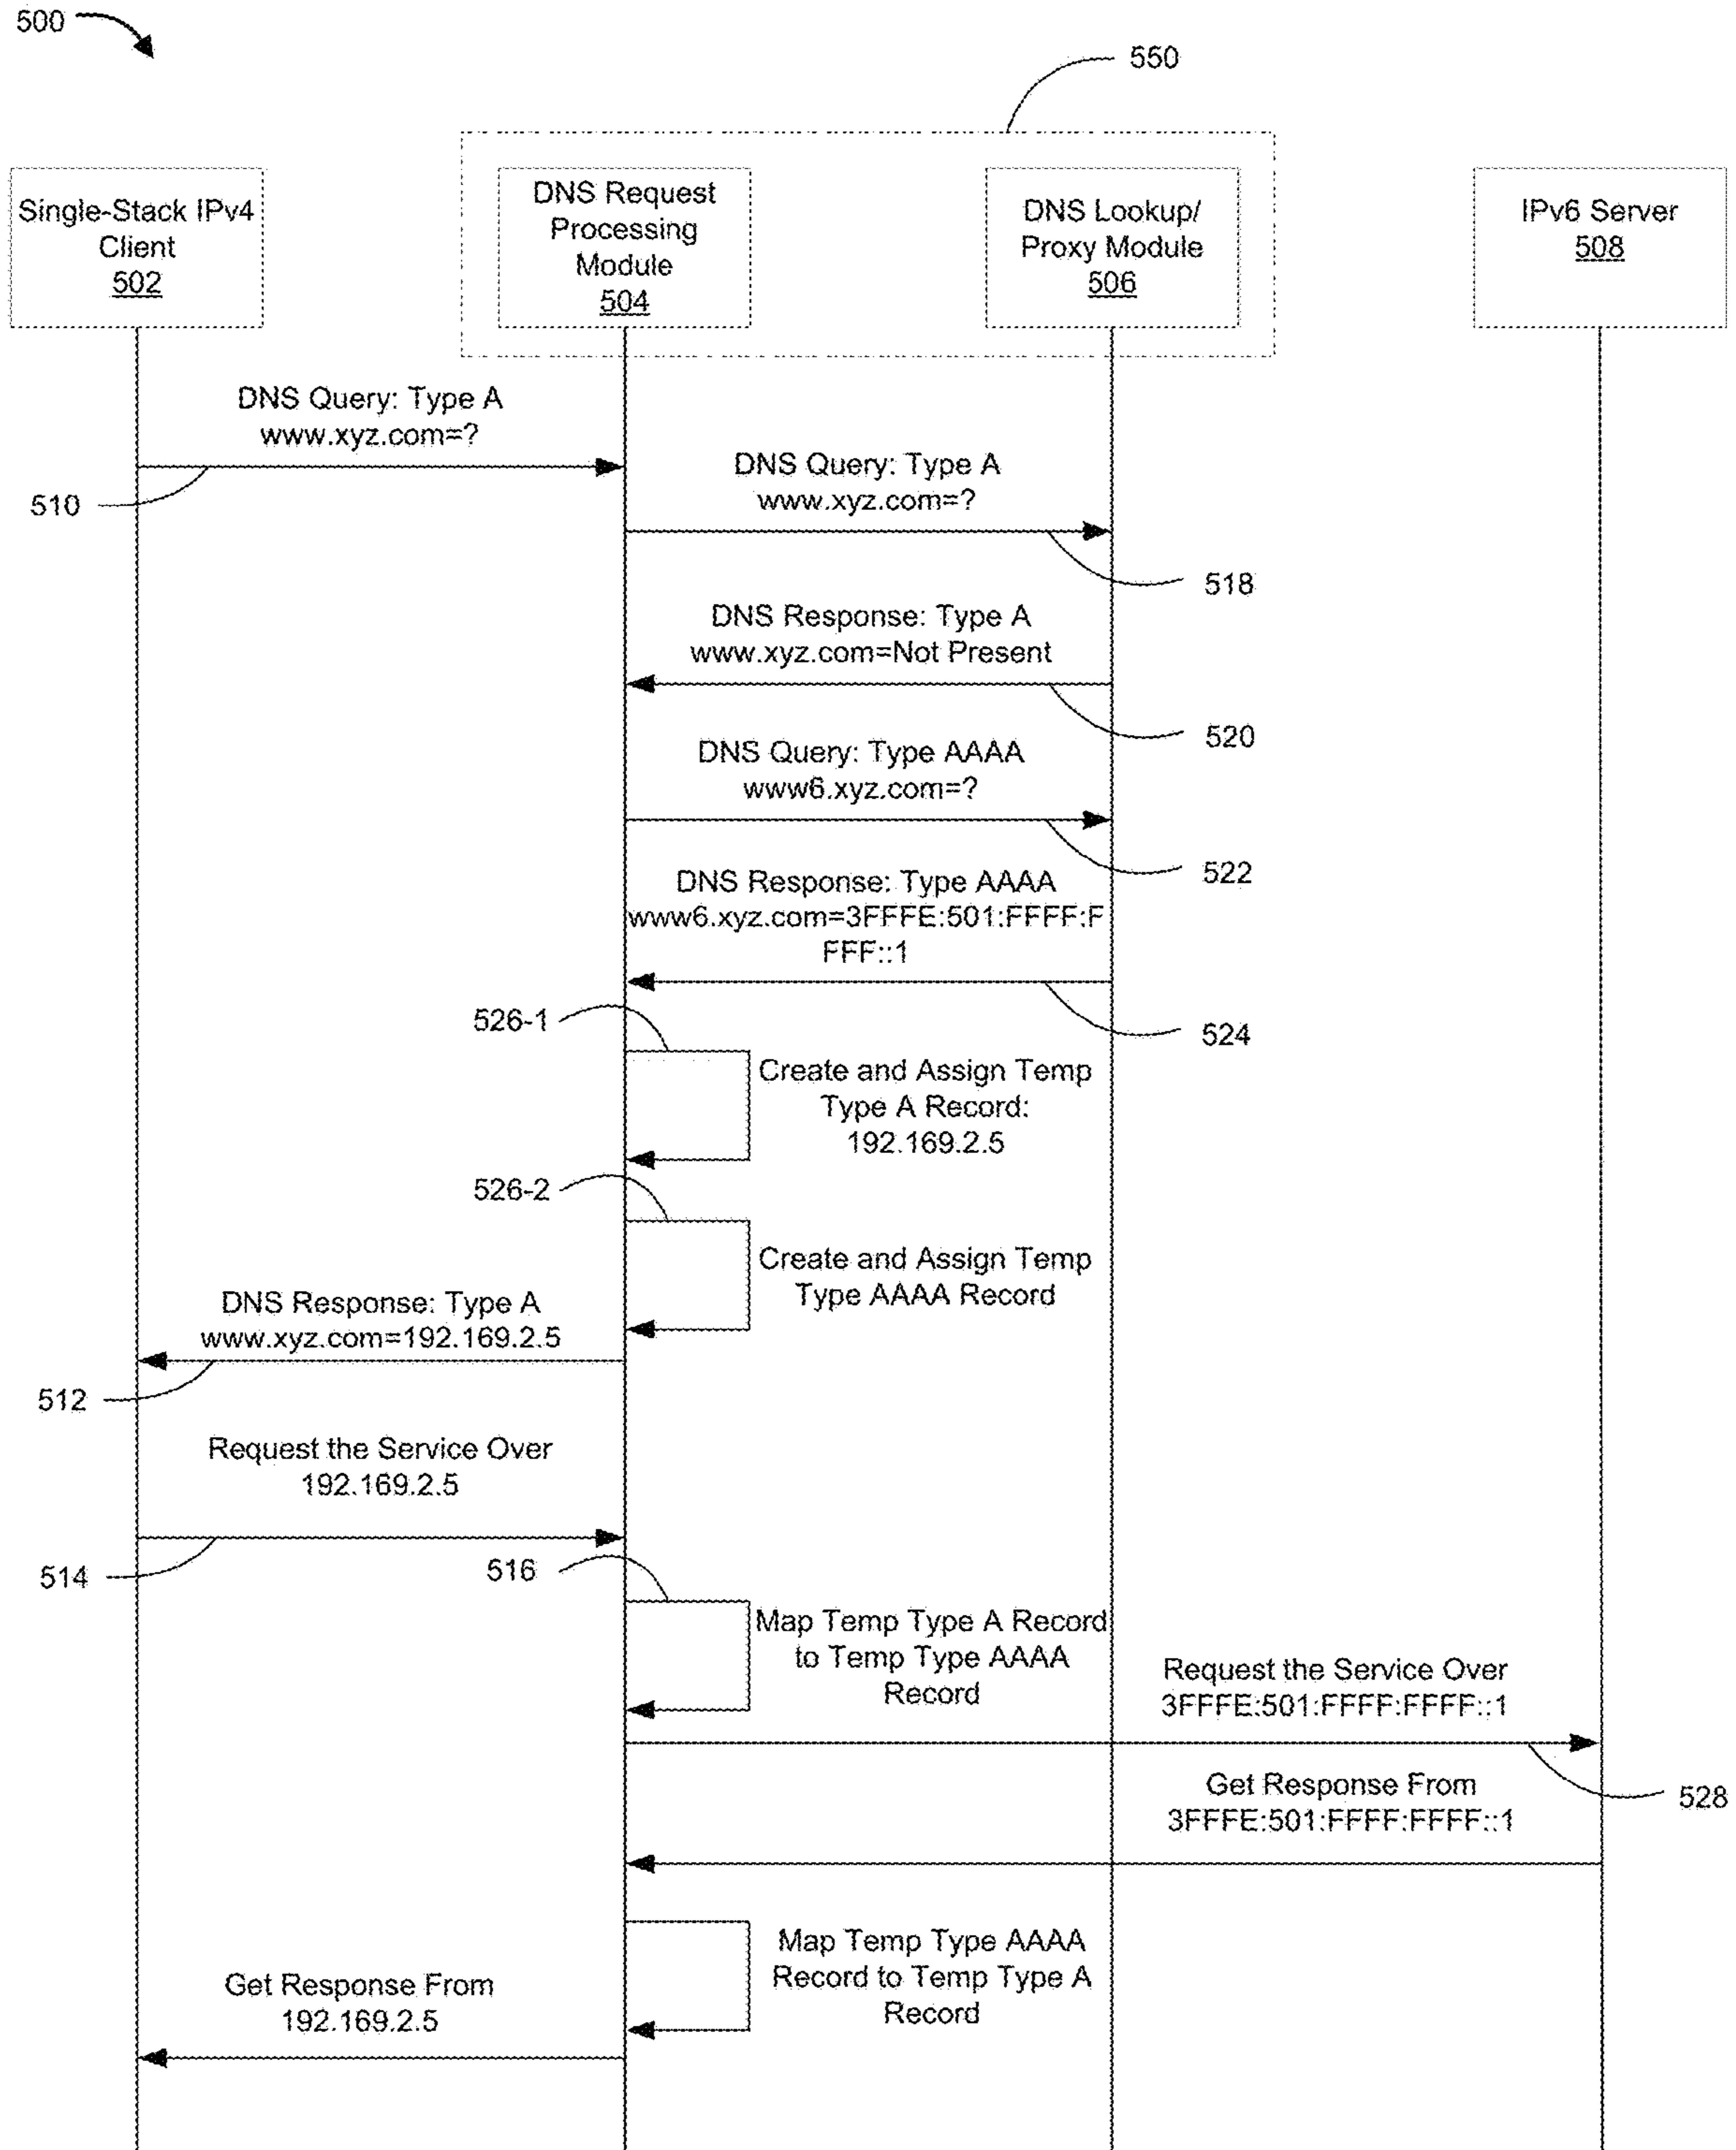 500
550
Single-Stack IPv4
Client
502
DNS Request
Processing
Module
504
DNS Lookup/
Proxy Module
506
IPv6 Server
508
DNS Query: Type A
www.xyz.com=?
510
DNS Query: Type A
www.xyz.com=?
518
DNS Response: Type A
www.xyz.com=Not Present
520
DNS Query: Type AAAA
www6.xyz.com=?
522
DNS Response: Type AAAA
www6.xyz.com=3FFFE:501:FFFF:F
FFF::1
524
526-1
Create and Assign Temp
Type A Record:
192.169.2.5
526-2
Create and Assign Temp
Type AAAA Record
DNS Response: Type A
www.xyz.com=192.169.2.5
512
Request the Service Over
192.169.2.5
514
516
Map Temp Type A Record
to Temp Type AAAA
Record
Request the Service Over
3FFFE:501:FFFF:FFFF::1
528
Get Response From
3FFFE:501:FFFF:FFFF::1
Map Temp Type AAAA
Record to Temp Type A
Record
Get Response From
192.169.2.5